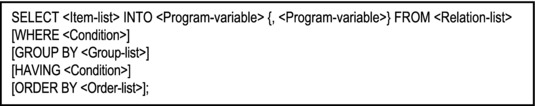 SELECT <Item-list> INTO <Program-variable> {, <Program-variable>} FROM <Relation-list>
[WHERE <Condition>]
[GROUP BY <Group-list>]
[HAVING <Condition>]
[ORDER BY <Order-list>];